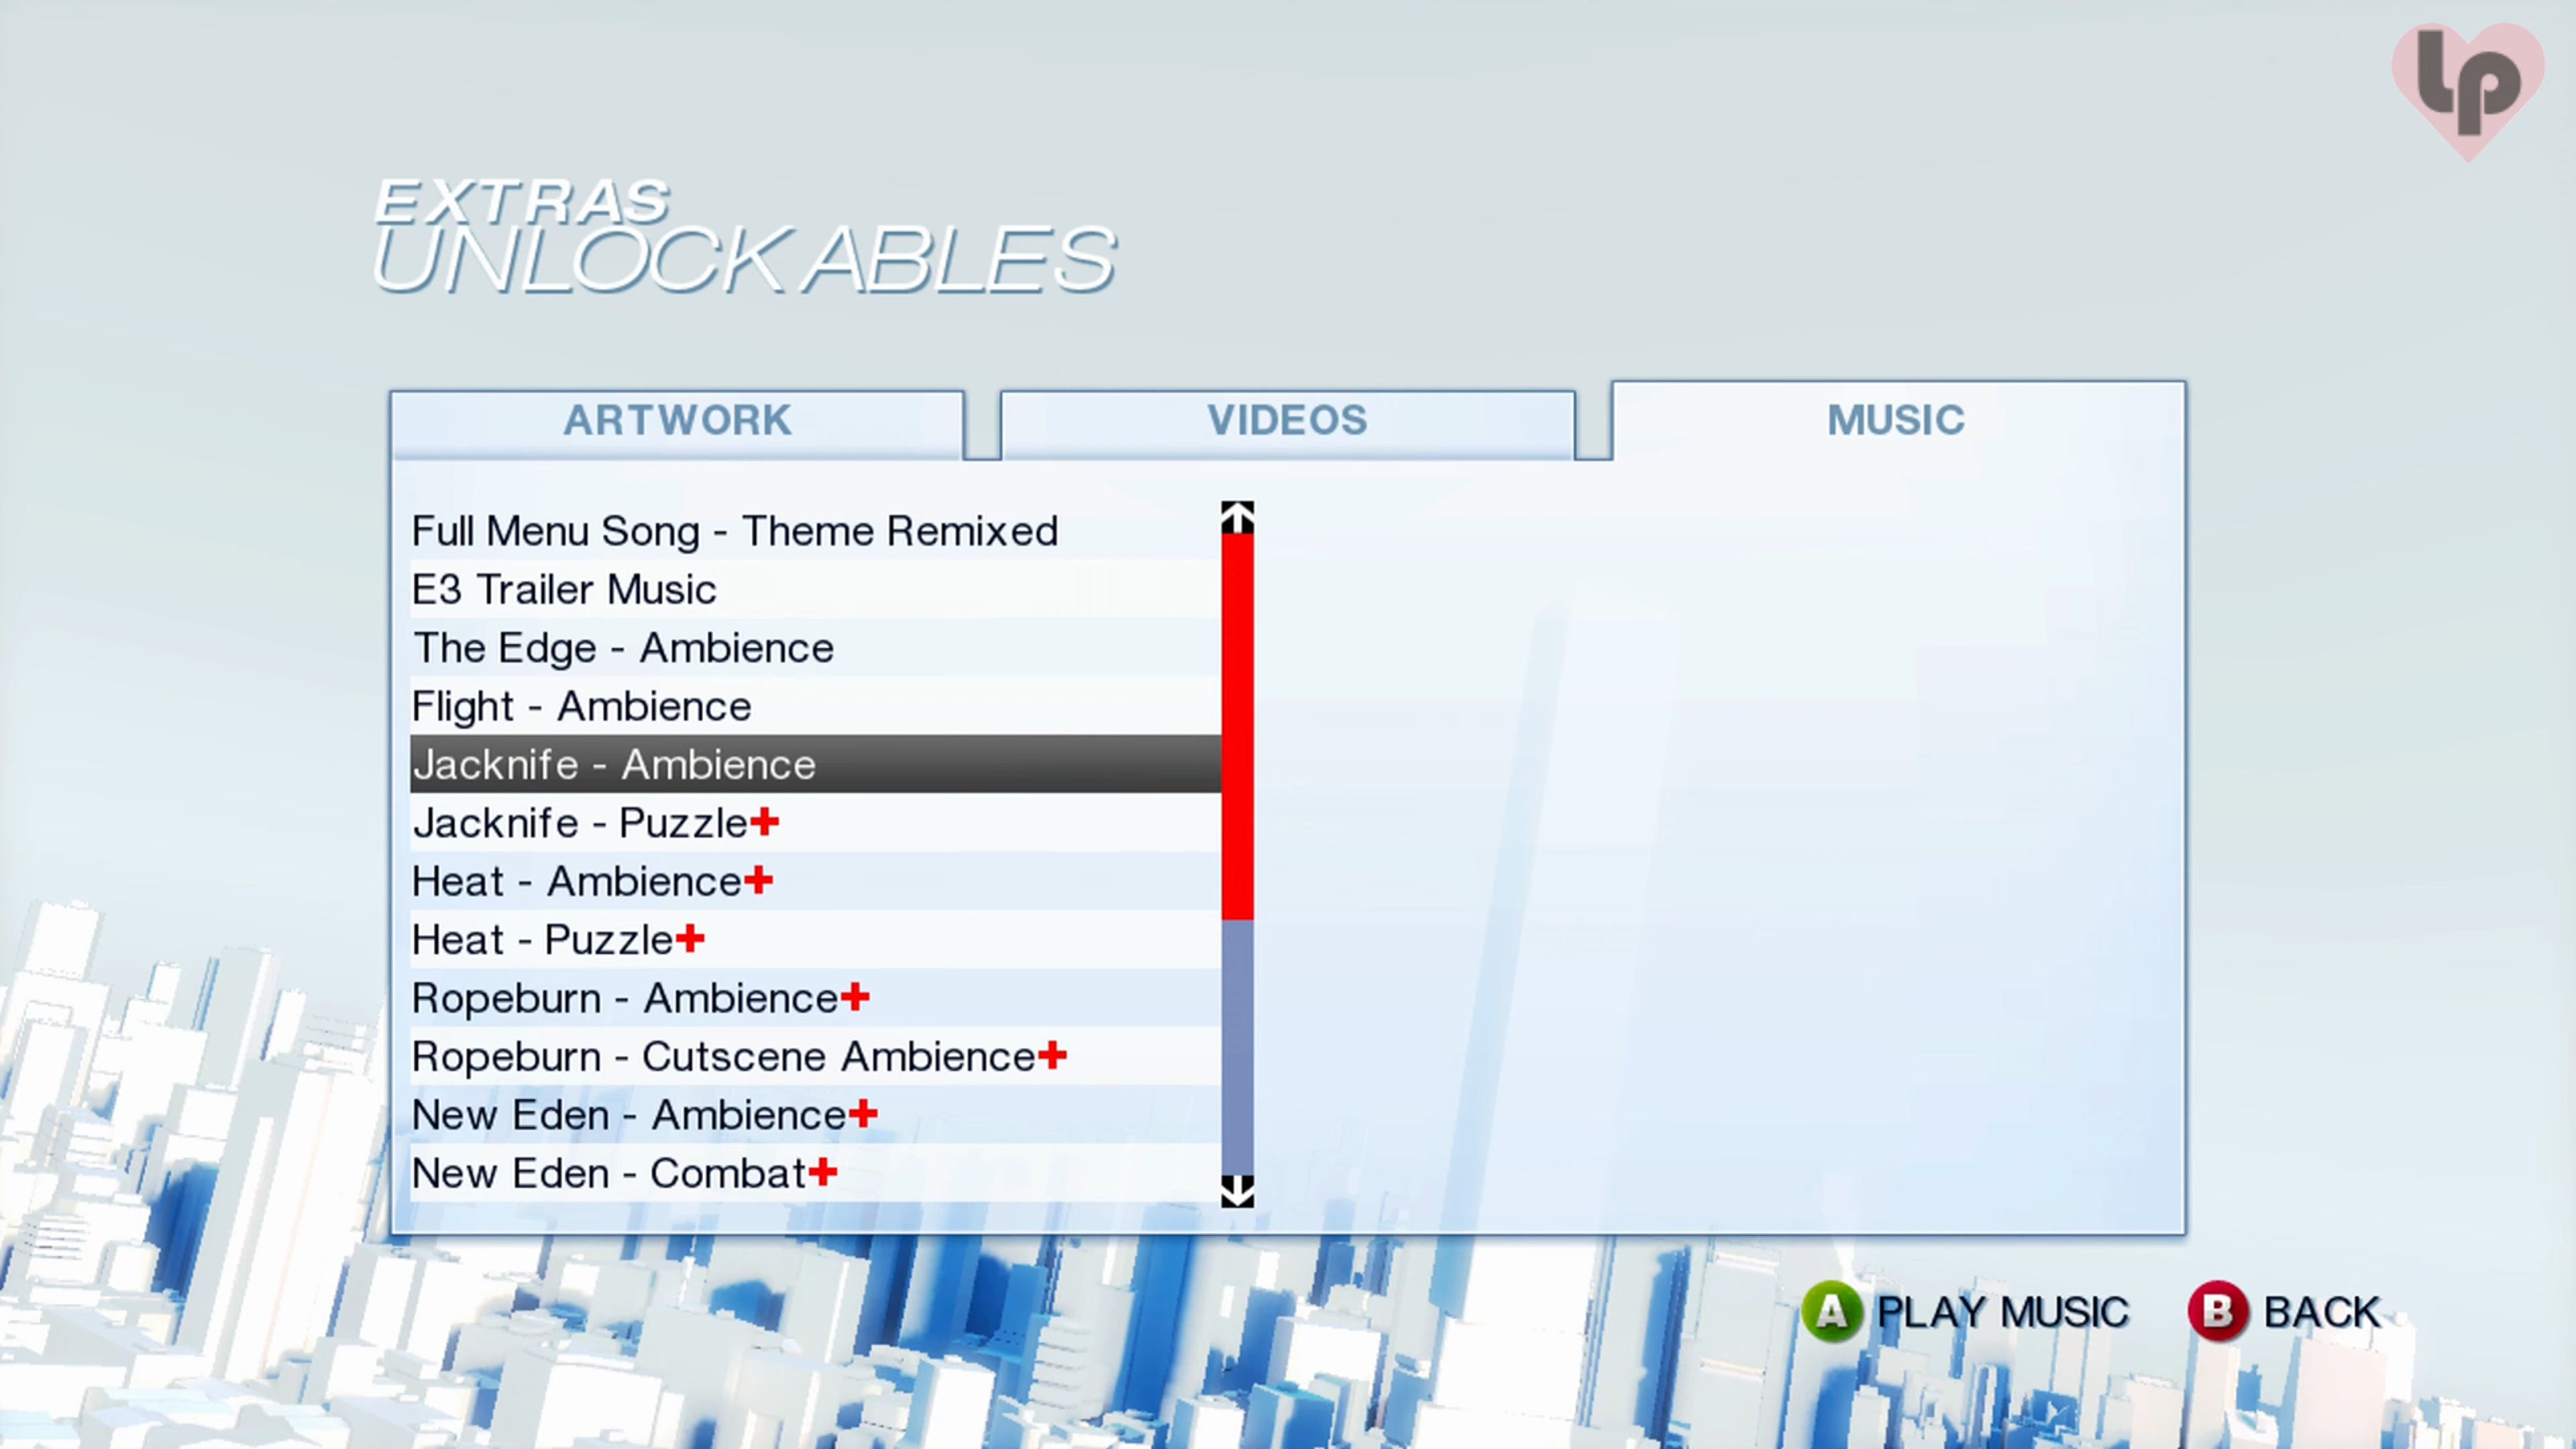 LP
EXTRAS
UNLOCKABLES
ARTWORK
VIDEOS
MUSIC
Full Menu Song - Theme Remixed
E3 Trailer Music
The Edge - Ambience
Flight - Ambience
Jacknife - Ambience
Jacknife - Puzzle+
Heat - Ambience+
Heat - Puzzle+
Ropeburn - Ambience+
Ropeburn - Cutscene Ambience+
New Eden - Ambience+
New Eden - Combat+
A PLAY MUSIC
B BACK